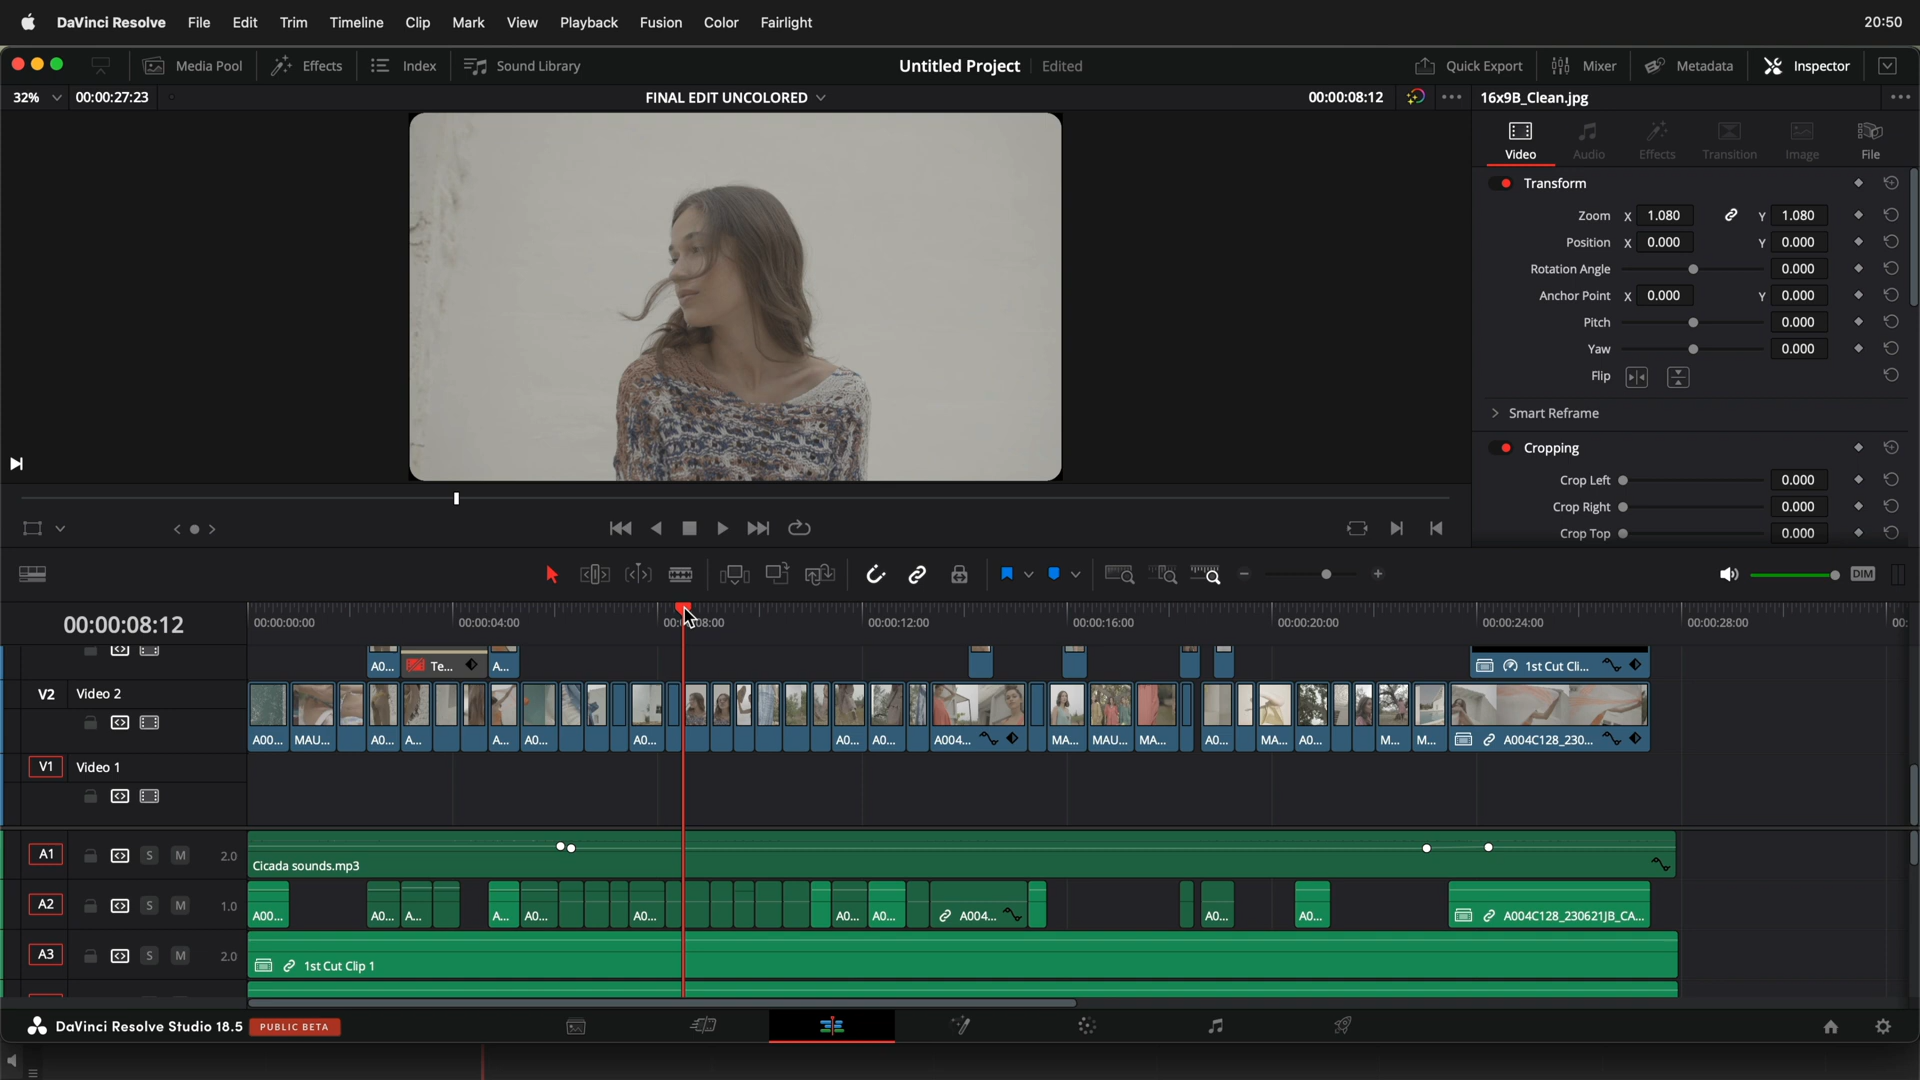 DaVinci Resolve File Edit Trim Timeline Clip Mark View Playback Fusion Color Fairlight 20:50
Media Pool Effects Index Sound Library Untitled Project Edited Quick Export Mixer Metadata Inspector
32% 00:00:27:23 FINAL EDIT UNCOLORED 00:00:08:12 16x9B_Clean.jpg
Video Audio Effects Transition Image File
Transform
Zoom X 1.080 Y 1.080
Position X 0.000 Y 0.000
Rotation Angle 0.000
Anchor Point X 0.000 Y 0.000
Pitch 0.000
Yaw 0.000
Flip
Smart Reframe
Cropping
Crop Left 0.000
Crop Right 0.000
Crop Top 0.000
DIM
00:00:08:12 00:00:00:00 00:00:04:00 08:00 00:00:12:00 00:00:16:00 00:00:20:00 00:00:24:00 00:00:28:00 00:
A0... Te... A... 1st Cut Cli...
V2 Video 2
A00... MAU... A0... A... A... A0... A0... A0... A0... A004... MA... MAU... MA... A0... MA... A0... M... M... A004C128_230...
V1 Video 1
A1 S M 2.0
Cicada sounds.mp3
A2 S M 1.0
A00... A0... A... A... A0... A0... A0... A0... A004... A0... A0... A004C128_230621JB_CA...
A3 S M 2.0
1st Cut Clip 1
DaVinci Resolve Studio 18.5 PUBLIC BETA